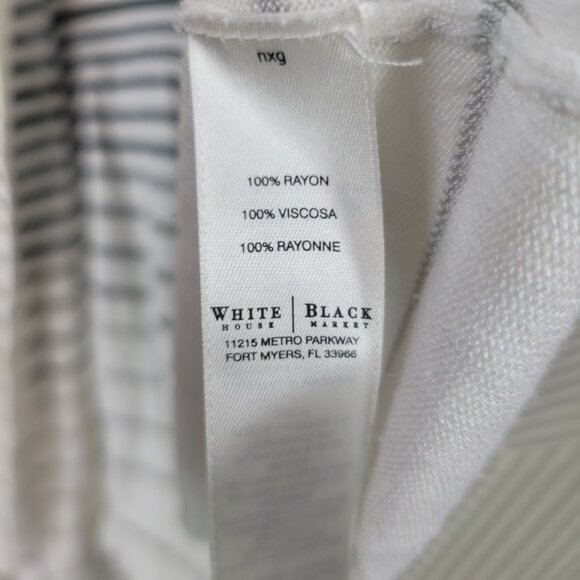 nxg
100% RAYON
100% VISCOSA
100% RAYONNE
WHITE | BLACK
HOUSE MARKET
11215 METRO PARKWAY
FORT MYERS, FL 33966